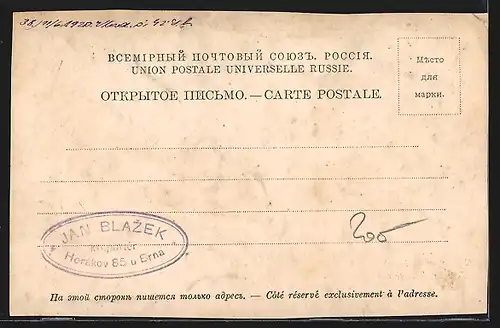 ВСЕМІРНЫЙ ПОЧТОВЫЙ СОЮЗЪ. РОССІЯ.
UNION POSTALE UNIVERSELLE RUSSIE.
ОТКРЫТОЕ ПИСЬМО. — CARTE POSTALE.
Мѣсто
для
марки.
JAN BLAŽEK
Horákov 85 u Brna
200
На этой сторонѣ пишется только адресъ. — Côté réservé exclusivement à l'adresse.